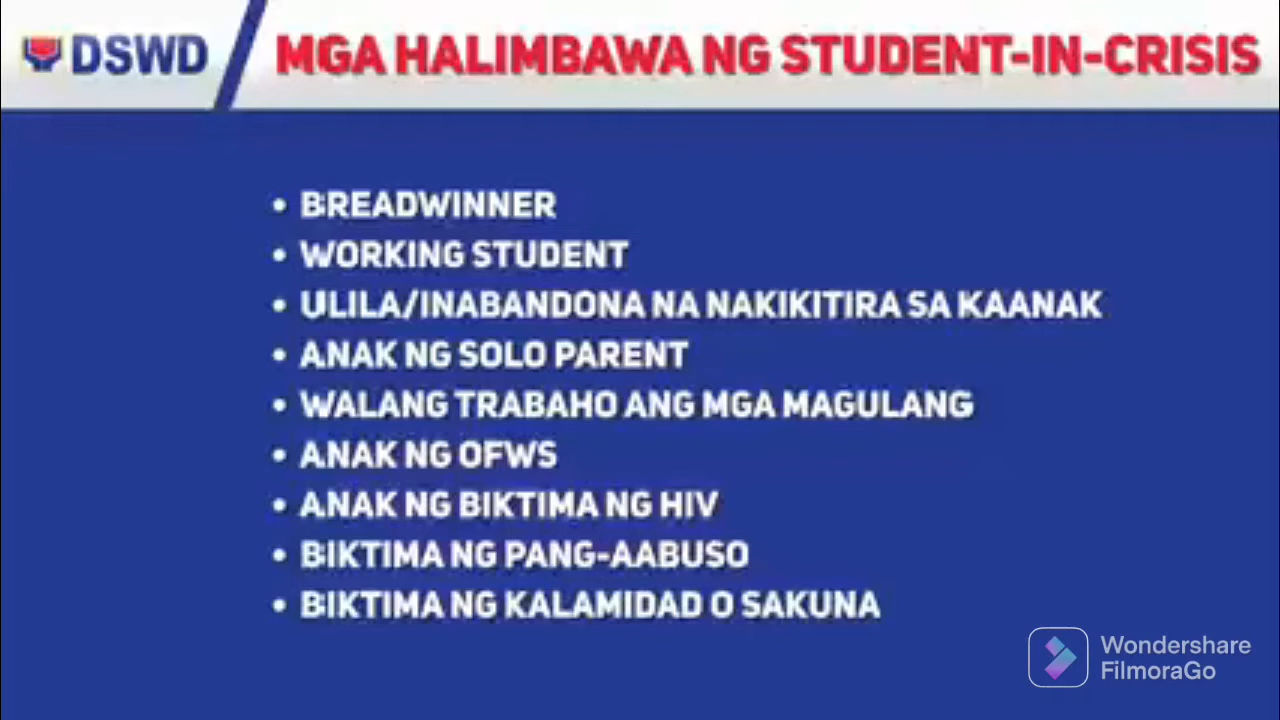 DSWD
MGA HALIMBAWA NG STUDENT-IN-CRISIS
• BREADWINNER
• WORKING STUDENT
• ULILA/INABANDONA NA NAKIKITIRA SA KAANAK
• ANAK NG SOLO PARENT
• WALANG TRABAHO ANG MGA MAGULANG
• ANAK NG OFWS
• ANAK NG BIKTIMA NG HIV
• BIKTIMA NG PANG-AABUSO
• BIKTIMA NG KALAMIDAD O SAKUNA
Wondershare
FilmoraGo